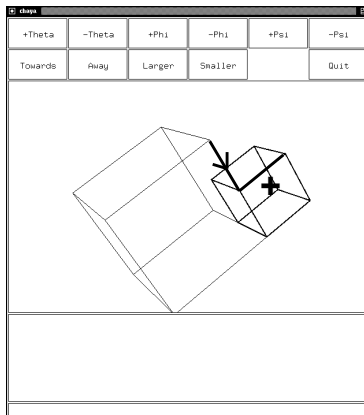 chaya
+Theta -Theta +Phi -Phi +Psi -Psi
Towards Away Larger Smaller Quit